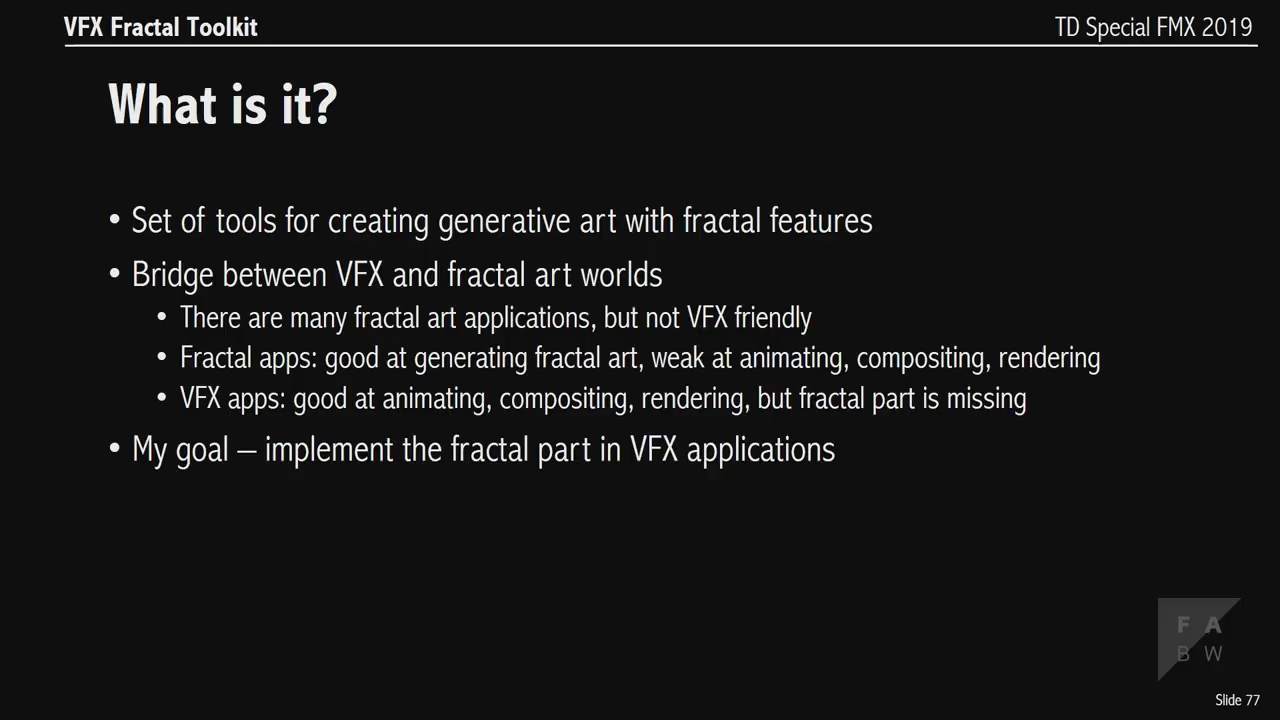 VFX Fractal Toolkit
TD Special FMX 2019
What is it?
• Set of tools for creating generative art with fractal features
• Bridge between VFX and fractal art worlds
• There are many fractal art applications, but not VFX friendly
• Fractal apps: good at generating fractal art, weak at animating, compositing, rendering
• VFX apps: good at animating, compositing, rendering, but fractal part is missing
• My goal – implement the fractal part in VFX applications
F A
B W
Slide 77